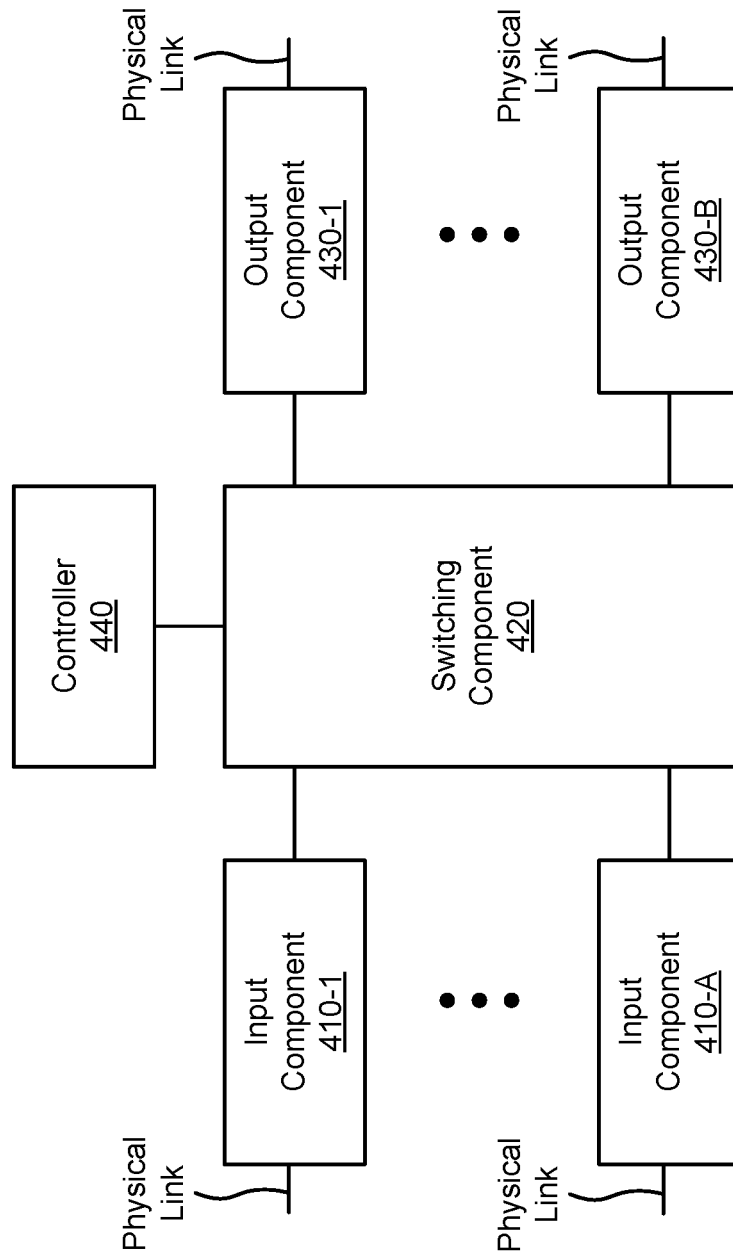 Controller
440
Physical
Link
Input
Component
410-1
Switching
Component
420
Output
Component
430-1
Physical
Link
Physical
Link
Input
Component
410-A
Output
Component
430-B
Physical
Link